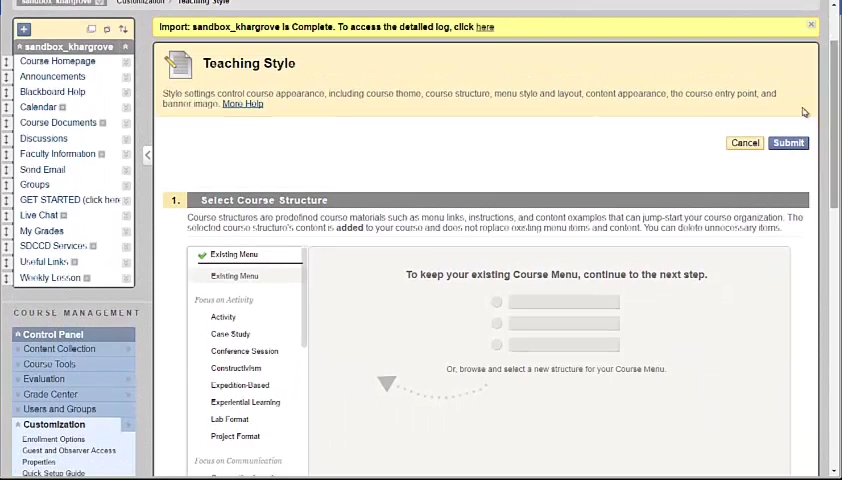 sandbox_khargrove
Customization
Teaching Style
Import: sandbox_khargrove is Complete. To access the detailed log, click here
sandbox_khargrove
Course Homepage
Announcements
Blackboard Help
Calendar
Course Documents
Discussions
Faculty Information
Send Email
Groups
GET STARTED (click here
Live Chat
My Grades
SDCCD Services
Useful Links
Weekly Lesson
COURSE MANAGEMENT
Control Panel
Content Collection
Course Tools
Evaluation
Grade Center
Users and Groups
Customization
Enrollment Options
Guest and Observer Access
Properties
Quick Setup Guide
Teaching Style
Style settings control course appearance, including course theme, course structure, menu style and layout, content appearance, the course entry point, and
banner image. More Help
Cancel
Submit
1. Select Course Structure
Course structures are predefined course materials such as menu links, instructions, and content examples that can jump-start your course organization. The
selected course structure's content is added to your course and does not replace existing menu items and content. You can delete unnecessary items.
Existing Menu
Existing Menu
Focus on Activity
Activity
Case Study
Conference Session
Constructivism
Expedition-Based
Experiential Learning
Lab Format
Project Format
Focus on Communication
To keep your existing Course Menu, continue to the next step.
Or, browse and select a new structure for your Course Menu.